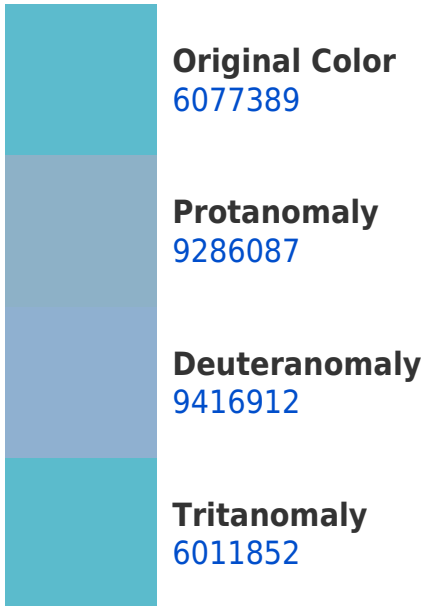 Original Color
6077389
Protanomaly
9286087
Deuteranomaly
9416912
Tritanomaly
6011852